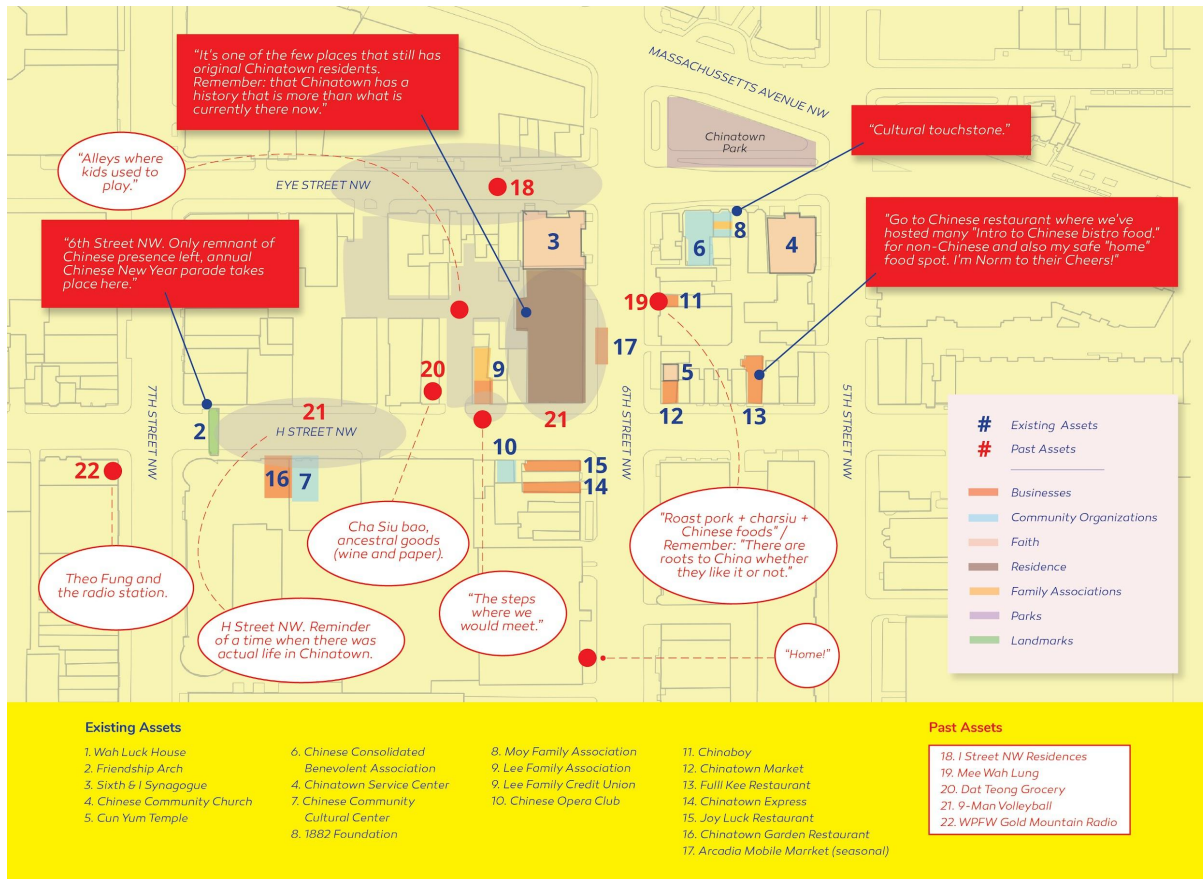 "It's one of the few places that still has
original Chinatown residents.
Remember: that Chinatown has a
history that is more than what is
currently there now."
MASSACHUSSETTS AVENUE NW
Chinatown
Park
"Cultural touchstone."
"Alleys where
kids used to
play."
EYE STREET NW
18
3
6
8
4
"6th Street NW. Only remnant of
Chinese presence left, annual
Chinese New Year parade takes
place here."
"Go to Chinese restaurant where we've
hosted many "Intro to Chinese bistro food."
for non-Chinese and also my safe "home"
food spot. I'm Norm to their Cheers!"
19
11
17
20
9
5
7TH STREET NW
21
H STREET NW
2
21
6TH STREET NW
12
13
5TH STREET NW
22
16
7
10
15
14
# Existing Assets
# Past Assets
Businesses
Community Organizations
Faith
Residence
Family Associations
Parks
Landmarks
Cha Siu bao,
ancestral goods
(wine and paper).
"Roast pork + charsiu +
Chinese foods" /
Remember: "There are
roots to China whether
they like it or not."
Theo Fung and
the radio station.
H Street NW. Reminder
of a time when there was
actual life in Chinatown.
"The steps
where we
would meet."
"Home!"
Existing Assets
1. Wah Luck House
2. Friendship Arch
3. Sixth & I Synagogue
4. Chinese Community Church
5. Cun Yum Temple
6. Chinese Consolidated
Benevolent Association
4. Chinatown Service Center
7. Chinese Community
Cultural Center
8. 1882 Foundation
8. Moy Family Association
9. Lee Family Association
9. Lee Family Credit Union
10. Chinese Opera Club
11. Chinaboy
12. Chinatown Market
13. Fulll Kee Restaurant
14. Chinatown Express
15. Joy Luck Restaurant
16. Chinatown Garden Restaurant
17. Arcadia Mobile Marrket (seasonal)
Past Assets
18. I Street NW Residences
19. Mee Wah Lung
20. Dat Teong Grocery
21. 9-Man Volleyball
22. WPFW Gold Mountain Radio